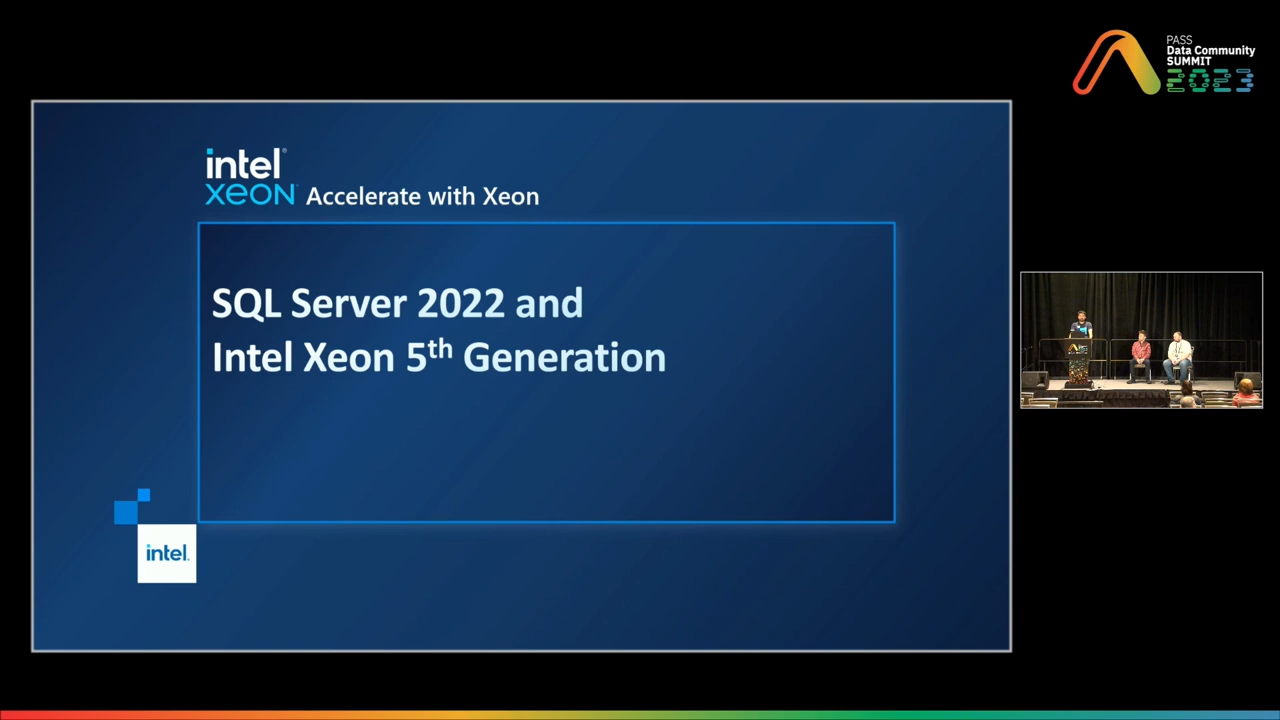 PASS
Data Community
SUMMIT
2023
intel
xeon
Accelerate with Xeon
SQL Server 2022 and
Intel Xeon 5th Generation
intel